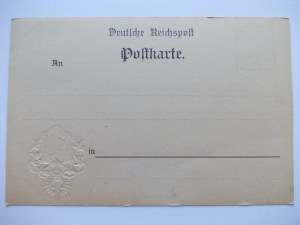 Deutsche Reichspost
Postkarte.
An
in